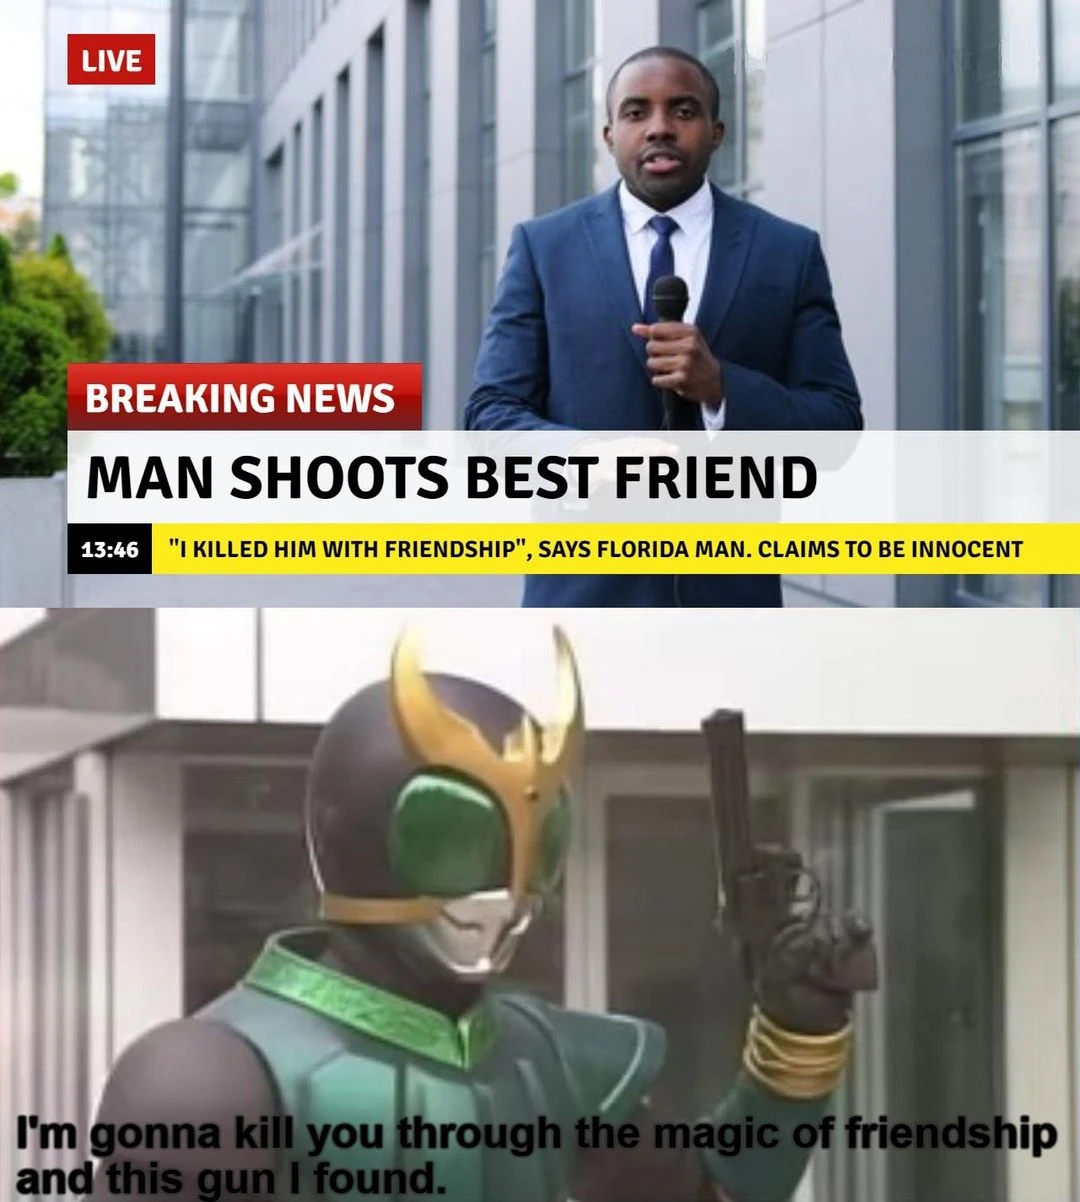 LIVE
BREAKING NEWS
MAN SHOOTS BEST FRIEND
13:46 "I KILLED HIM WITH FRIENDSHIP", SAYS FLORIDA MAN. CLAIMS TO BE INNOCENT
I'm gonna kill you through the magic of friendship
and this gun I found.